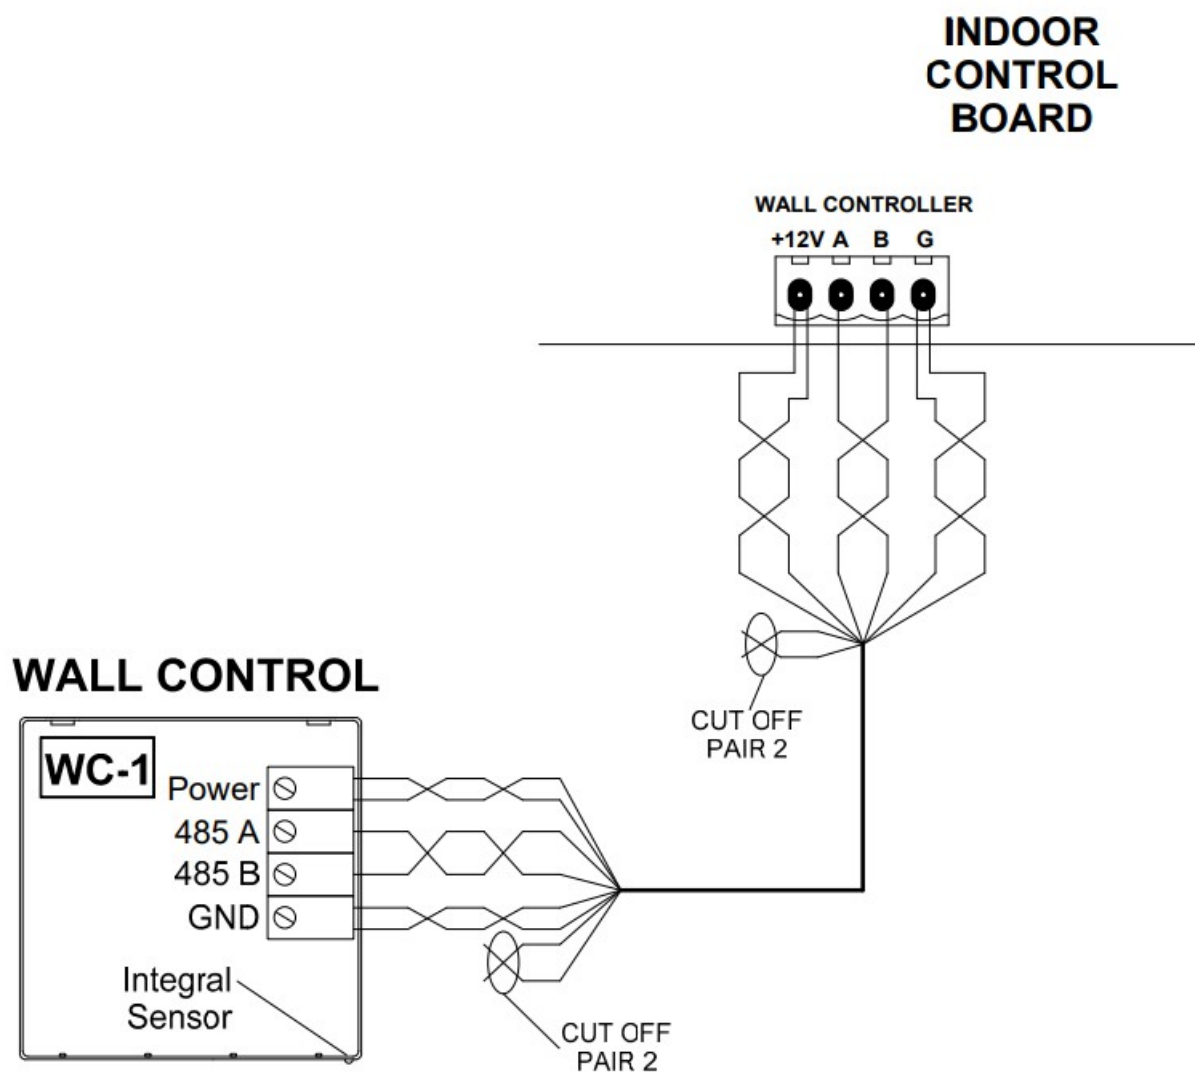 INDOOR
CONTROL
BOARD
WALL CONTROLLER
+12V A B G
CUT OFF
PAIR 2
WALL CONTROL
WC-1
Power
485 A
485 B
GND
Integral
Sensor
CUT OFF
PAIR 2